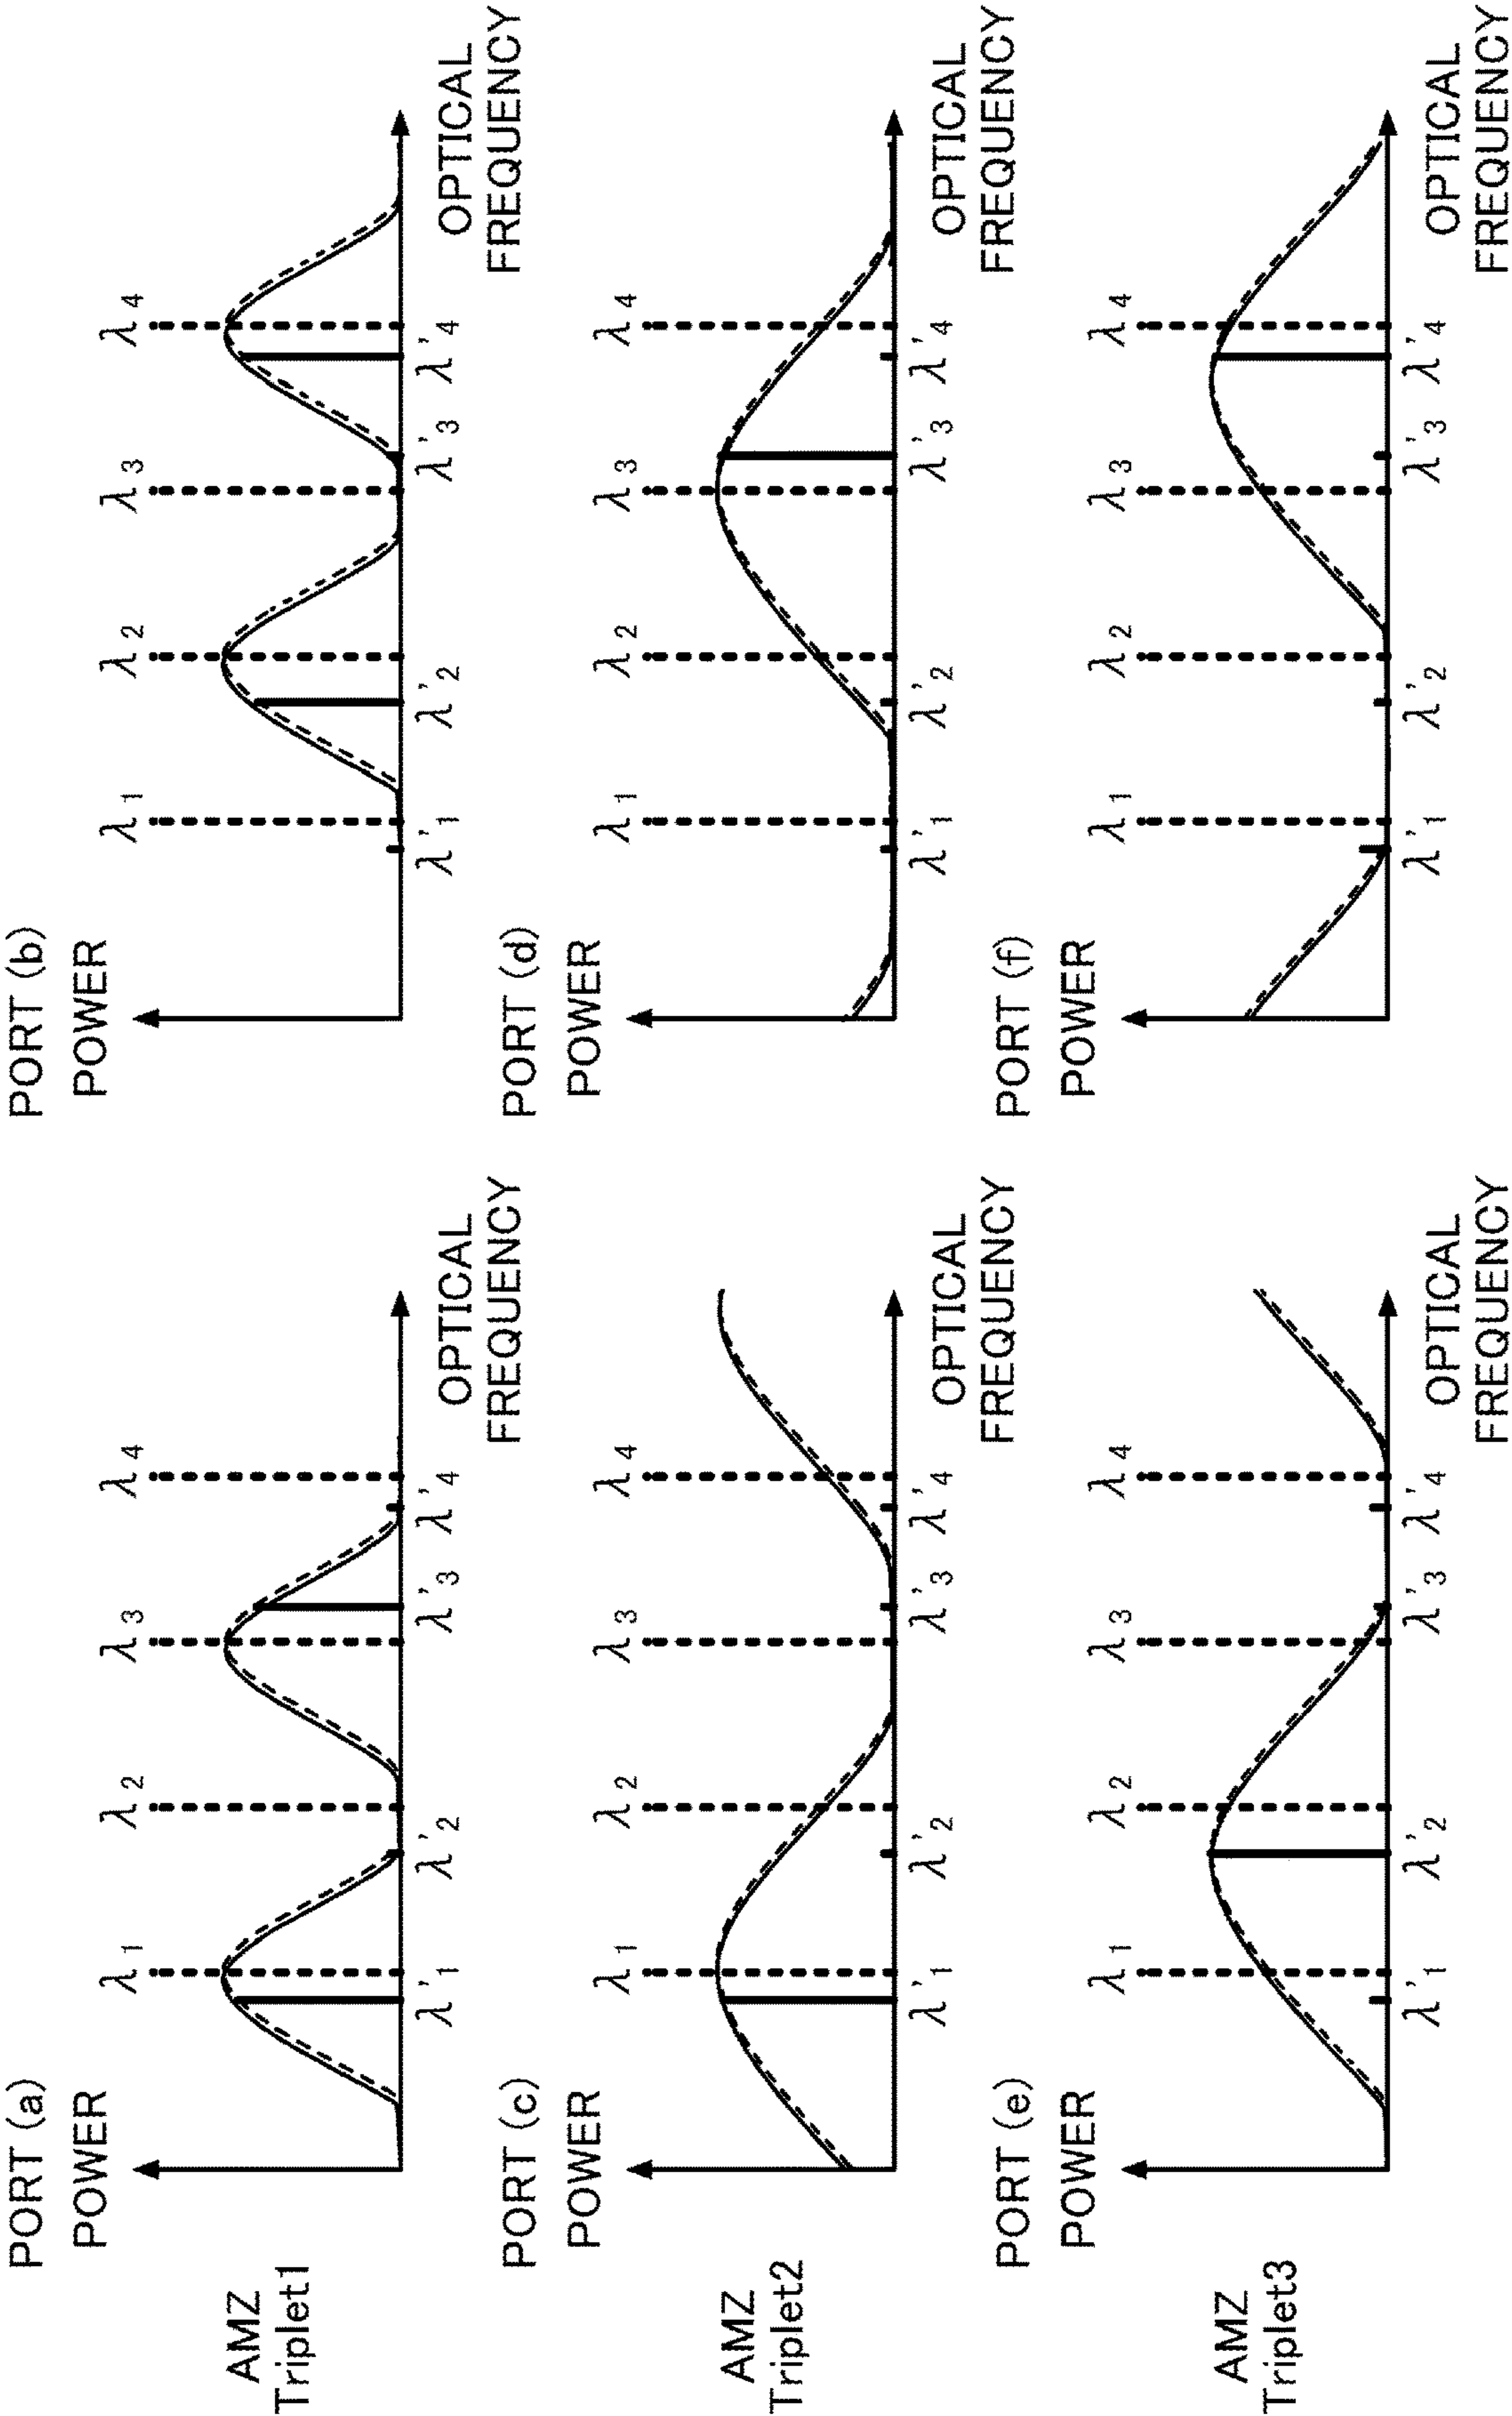 AMZ
Triplet1
PORT (a)
POWER
λ1
λ2
λ3
λ4
λ'1
λ'2
λ'3
λ'4
OPTICAL
FREQUENCY
PORT (b)
POWER
λ1
λ2
λ3
λ4
λ'1
λ'2
λ'3
λ'4
OPTICAL
FREQUENCY
AMZ
Triplet2
PORT (c)
POWER
λ1
λ2
λ3
λ4
λ'1
λ'2
λ'3
λ'4
OPTICAL
FREQUENCY
PORT (d)
POWER
λ1
λ2
λ3
λ4
λ'1
λ'2
λ'3
λ'4
OPTICAL
FREQUENCY
AMZ
Triplet3
PORT (e)
POWER
λ1
λ2
λ3
λ4
λ'1
λ'2
λ'3
λ'4
OPTICAL
FREQUENCY
PORT (f)
POWER
λ1
λ2
λ3
λ4
λ'1
λ'2
λ'3
λ'4
OPTICAL
FREQUENCY